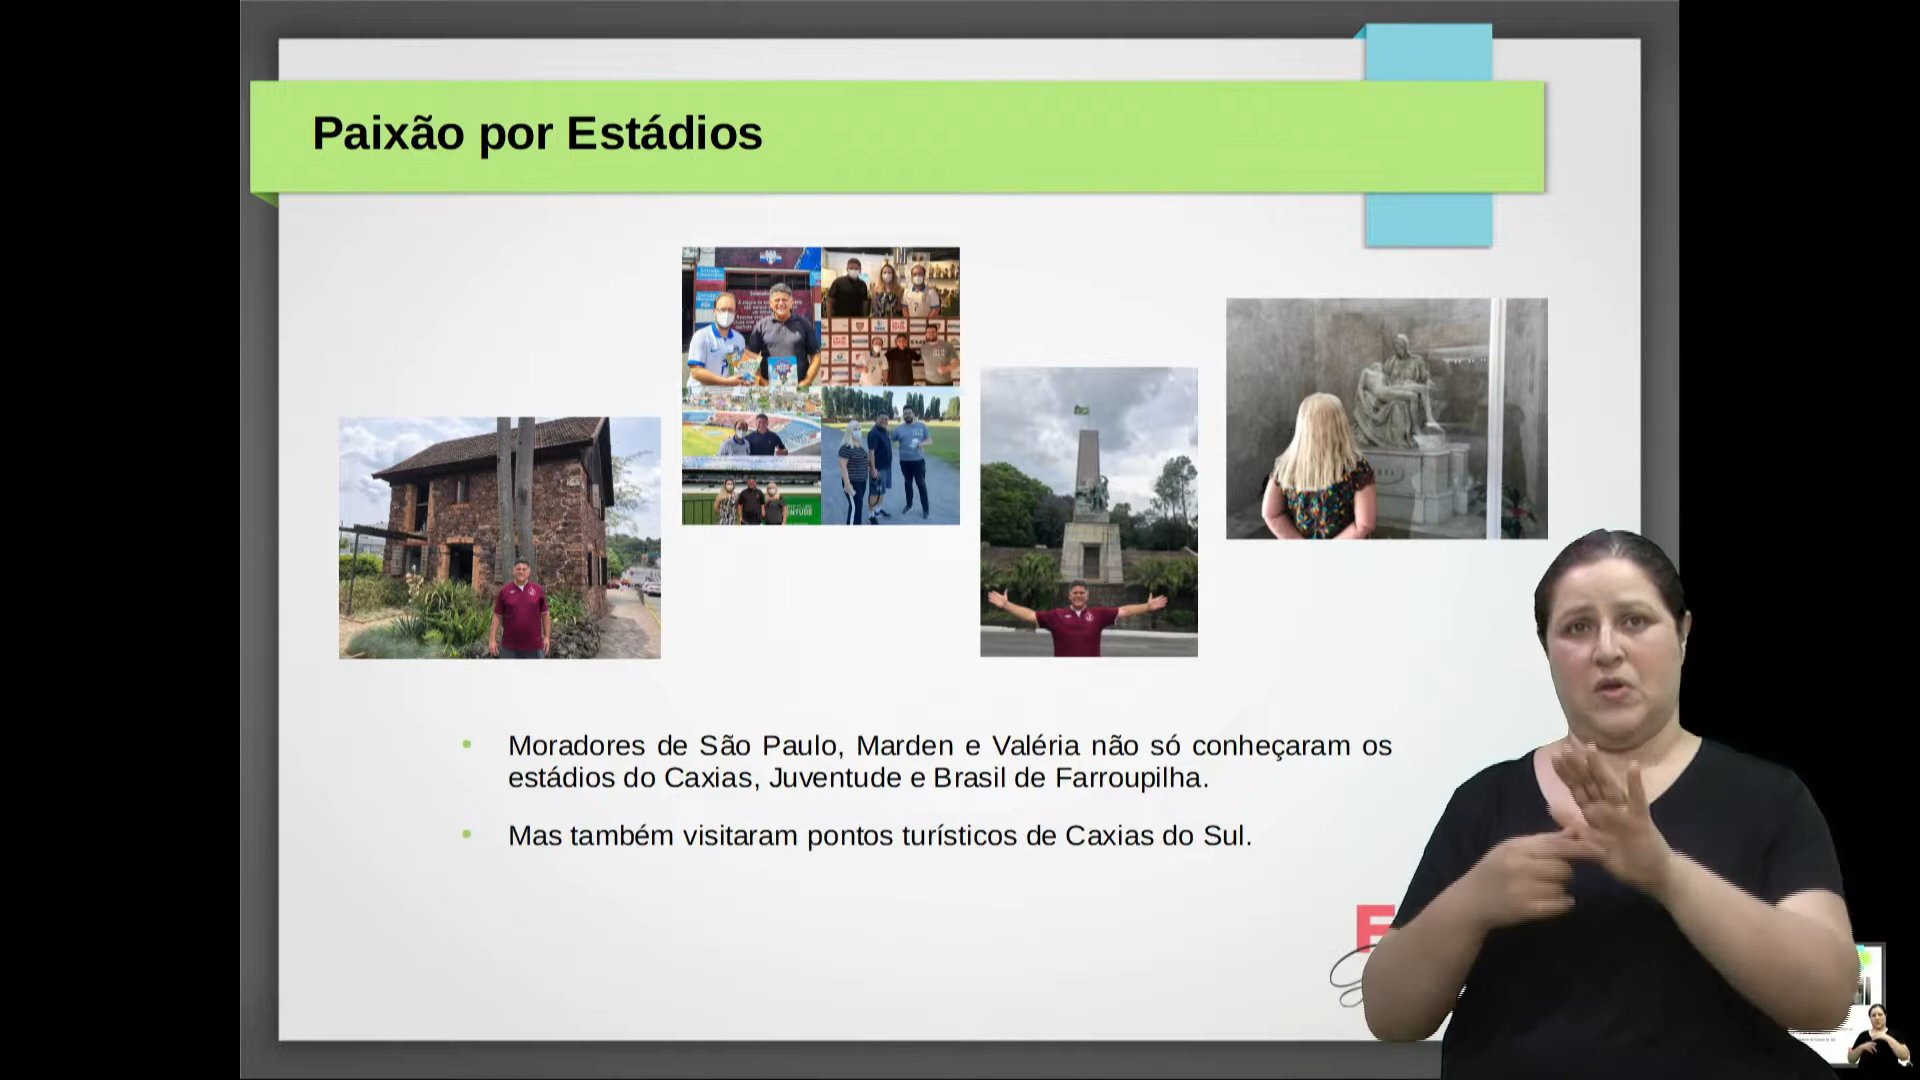 Paixão por Estádios
Moradores de São Paulo, Marden e Valéria não só conheçaram os
estádios do Caxias, Juventude e Brasil de Farroupilha.
Mas também visitaram pontos turísticos de Caxias do Sul.